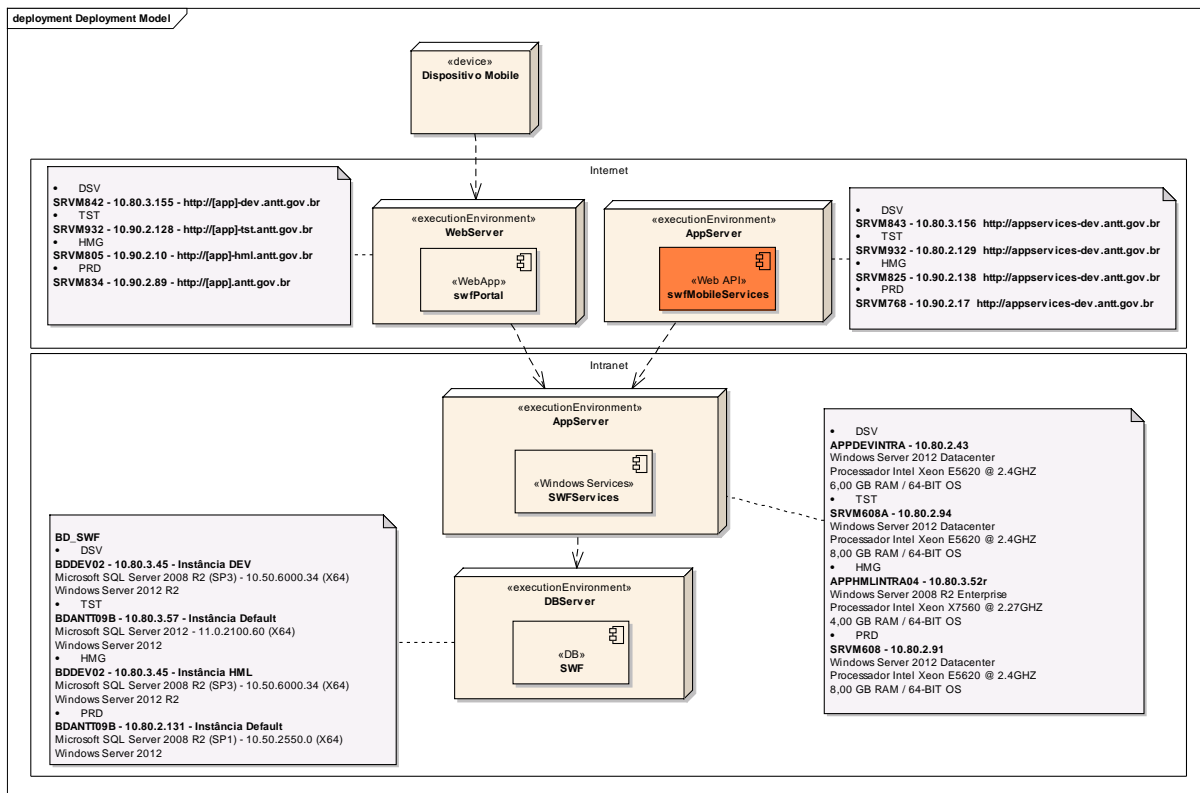 deployment Deployment Model
«device»
Dispositivo Mobile
Internet
• DSV
SRVM842 - 10.80.3.155 - http://[app]-dev.antt.gov.br
• TST
SRVM932 - 10.90.2.128 - http://[app]-tst.antt.gov.br
• HMG
SRVM805 - 10.90.2.10 - http://[app]-hml.antt.gov.br
• PRD
SRVM834 - 10.90.2.89 - http://[app].antt.gov.br
«executionEnvironment»
WebServer
«WebApp»
swfPortal
«executionEnvironment»
AppServer
«Web API»
swfMobileServices
• DSV
SRVM843 - 10.80.3.156 http://appservices-dev.antt.gov.br
• TST
SRVM932 - 10.80.2.129 http://appservices-dev.antt.gov.br
• HMG
SRVM825 - 10.90.2.138 http://appservices-dev.antt.gov.br
• PRD
SRVM768 - 10.90.2.17 http://appservices-dev.antt.gov.br
Intranet
«executionEnvironment»
AppServer
«Windows Services»
SWFServices
• DSV
APPDEVINTRA - 10.80.2.43
Windows Server 2012 Datacenter
Processador Intel Xeon E5620 @ 2.4GHZ
6,00 GB RAM / 64-BIT OS
• TST
SRVM608A - 10.80.2.94
Windows Server 2012 Datacenter
Processador Intel Xeon E5620 @ 2.4GHZ
8,00 GB RAM / 64-BIT OS
• HMG
APPHMLINTRA04 - 10.80.3.52r
Windows Server 2008 R2 Enterprise
Processador Intel Xeon X7560 @ 2.27GHZ
4,00 GB RAM / 64-BIT OS
• PRD
SRVM608 - 10.80.2.91
Windows Server 2012 Datacenter
Processador Intel Xeon E5620 @ 2.4GHZ
8,00 GB RAM / 64-BIT OS
BD_SWF
• DSV
BDDEV02 - 10.80.3.45 - Instância DEV
Microsoft SQL Server 2008 R2 (SP3) - 10.50.6000.34 (X64)
Windows Server 2012 R2
• TST
BDANTT09B - 10.80.3.57 - Instância Default
Microsoft SQL Server 2012 - 11.0.2100.60 (X64)
Windows Server 2012
• HMG
BDDEV02 - 10.80.3.45 - Instância HML
Microsoft SQL Server 2008 R2 (SP3) - 10.50.6000.34 (X64)
Windows Server 2012 R2
• PRD
BDANTT09B - 10.80.2.131 - Instância Default
Microsoft SQL Server 2008 R2 (SP1) - 10.50.2550.0 (X64)
Windows Server 2012
«executionEnvironment»
DBServer
«DB»
SWF